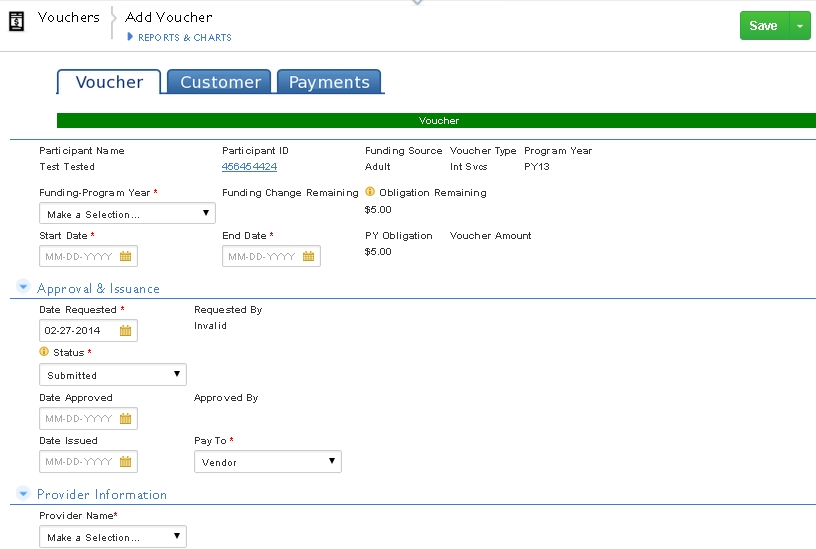 Vouchers Add Voucher
REPORTS & CHARTS
Save
Voucher Customer Payments
Voucher
Participant Name Participant ID Funding Source Voucher Type Program Year
Test Tested 456454424 Adult Int Svcs PY13
Funding-Program Year * Funding Change Remaining Obligation Remaining
Make a Selection... $5.00
Start Date * End Date * PY Obligation Voucher Amount
MM-DD-YYYY MM-DD-YYYY $5.00
Approval & Issuance
Date Requested * Requested By
02-27-2014 Invalid
Status *
Submitted
Date Approved Approved By
MM-DD-YYYY
Date Issued Pay To *
MM-DD-YYYY Vendor
Provider Information
Provider Name*
Make a Selection...